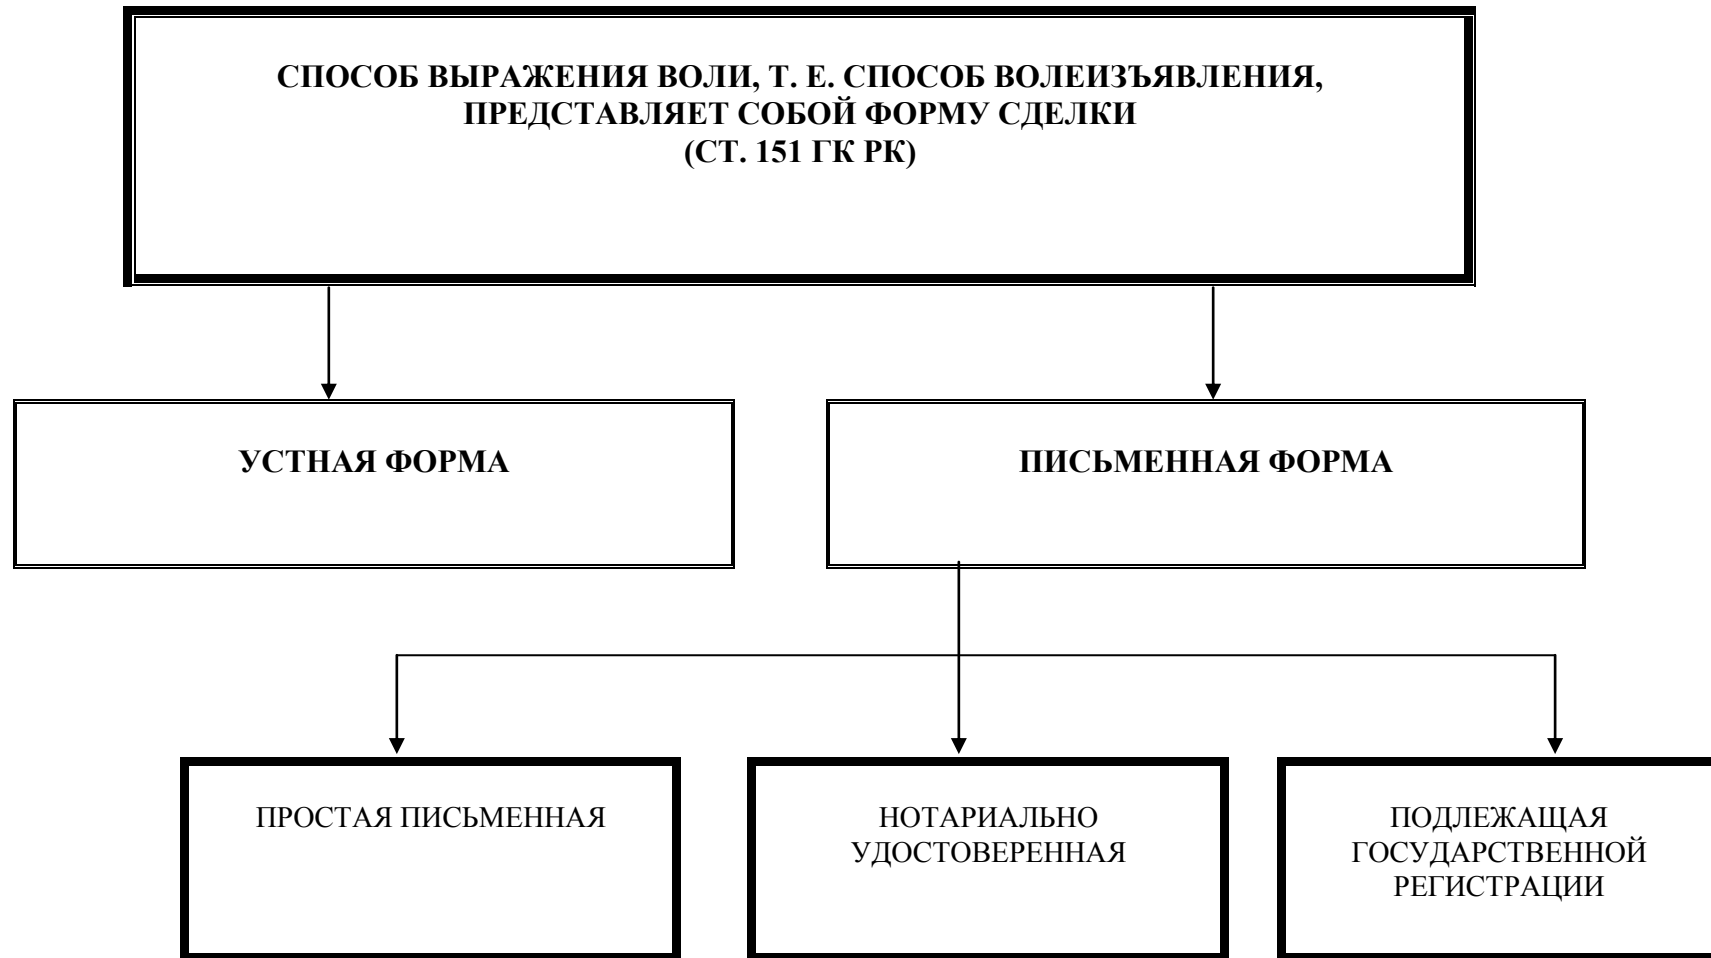 СПОСОБ ВЫРАЖЕНИЯ ВОЛИ, Т. Е. СПОСОБ ВОЛЕИЗЪЯВЛЕНИЯ,
ПРЕДСТАВЛЯЕТ СОБОЙ ФОРМУ СДЕЛКИ
(СТ. 151 ГК РК)
УСТНАЯ ФОРМА
ПИСЬМЕННАЯ ФОРМА
ПРОСТАЯ ПИСЬМЕННАЯ
НОТАРИАЛЬНО
УДОСТОВЕРЕННАЯ
ПОДЛЕЖАЩАЯ
ГОСУДАРСТВЕННОЙ
РЕГИСТРАЦИИ